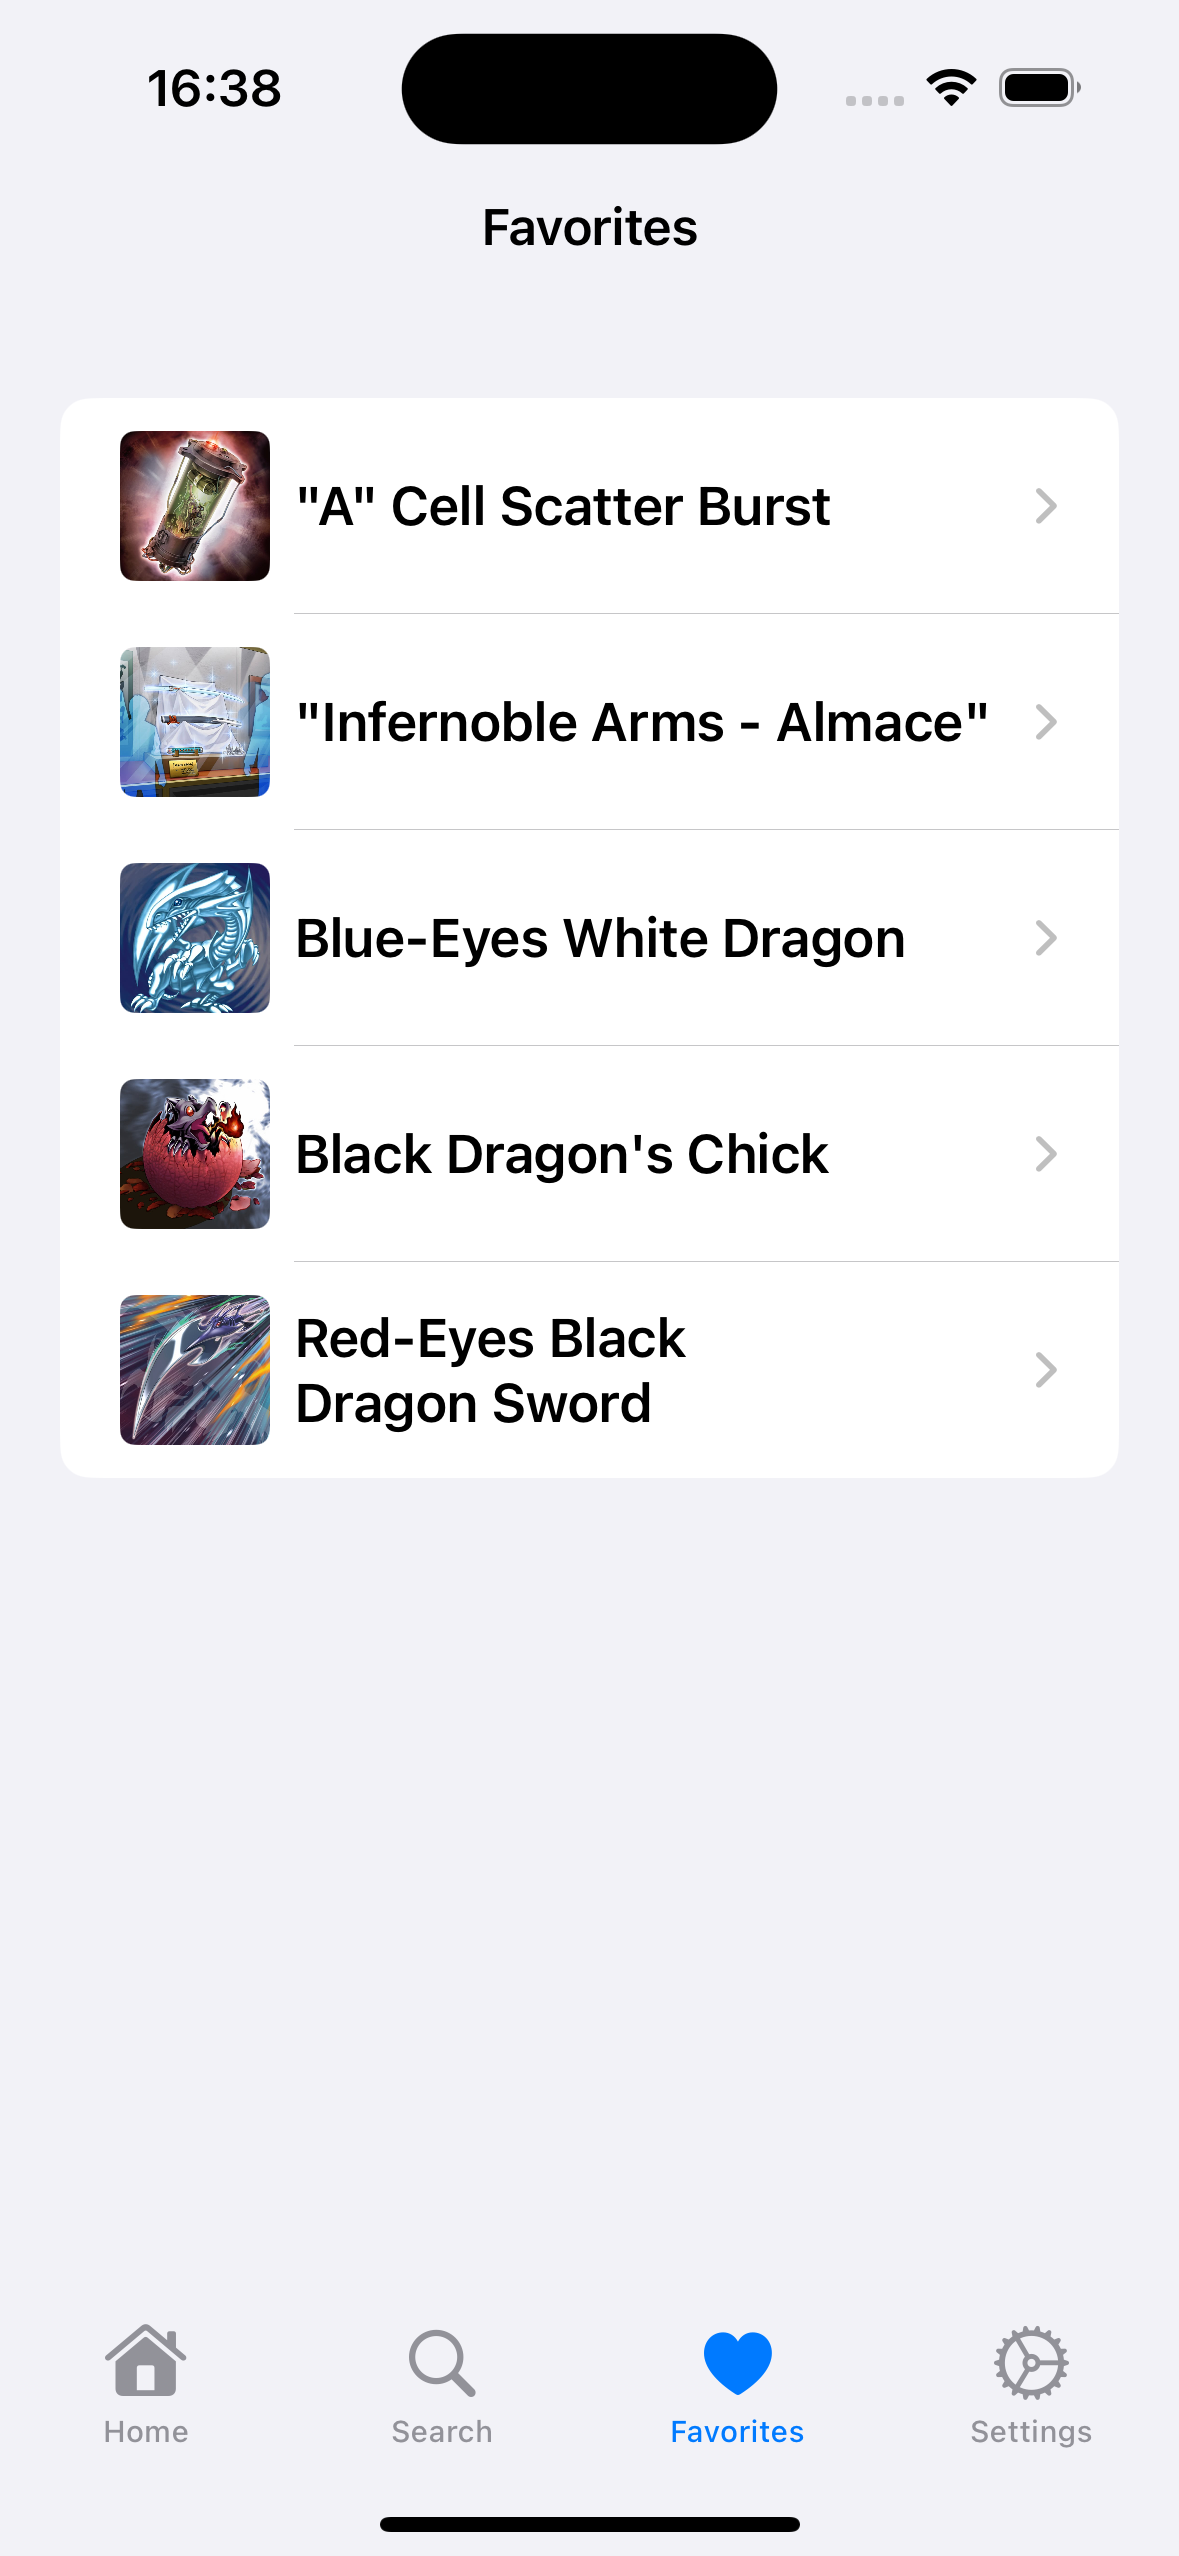 16:38
Favorites
"A" Cell Scatter Burst
"Infernoble Arms - Almace"
Blue-Eyes White Dragon
Black Dragon's Chick
Red-Eyes Black
Dragon Sword
Home
Search
Favorites
Settings